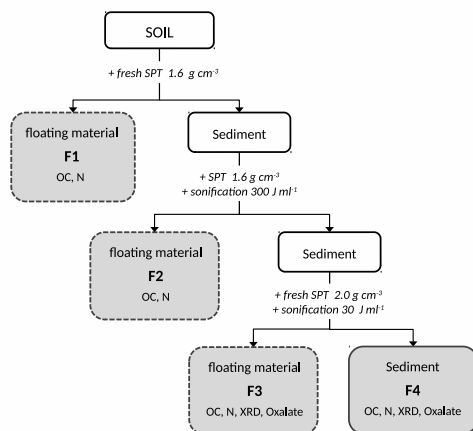 SOIL
+ fresh SPT 1.6 g cm⁻³
floating material
F1
OC, N
Sediment
+ SPT 1.6 g cm⁻³
+ sonification 300 J ml⁻¹
floating material
F2
OC, N
Sediment
+ fresh SPT 2.0 g cm⁻³
+ sonification 30 J ml⁻¹
floating material
F3
OC, N, XRD, Oxalate
Sediment
F4
OC, N, XRD, Oxalate